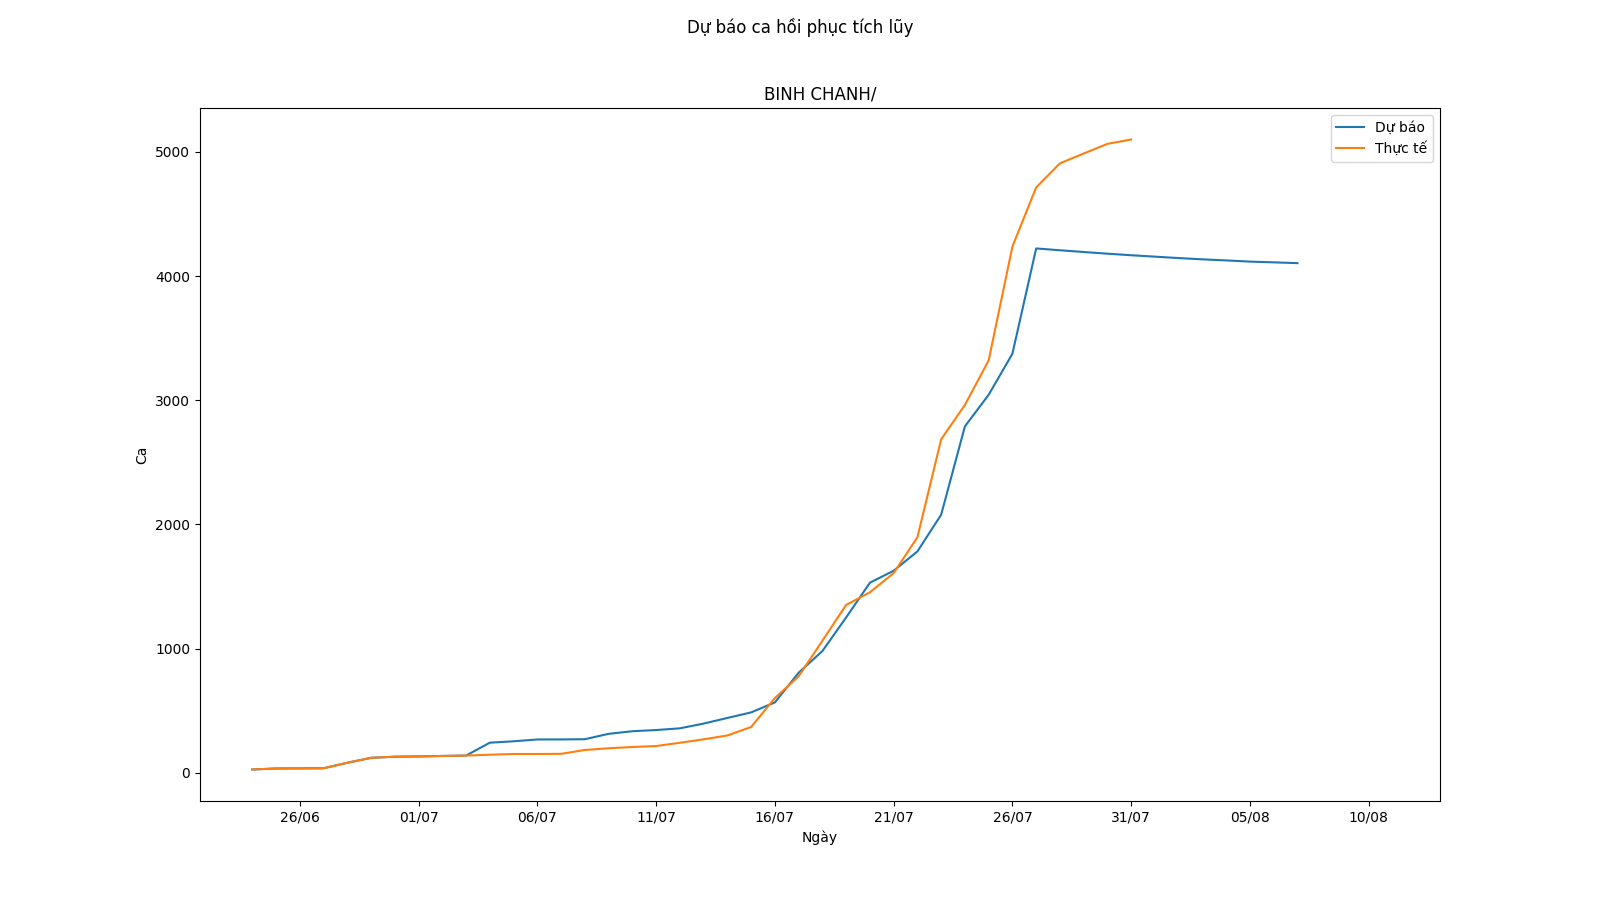 Dự báo ca hồi phục tích lũy
BINH CHANH/
Dự báo
Thực tế
5000
4000
3000
2000
1000
0
Ca
26/06
01/07
06/07
11/07
16/07
21/07
26/07
31/07
05/08
10/08
Ngày